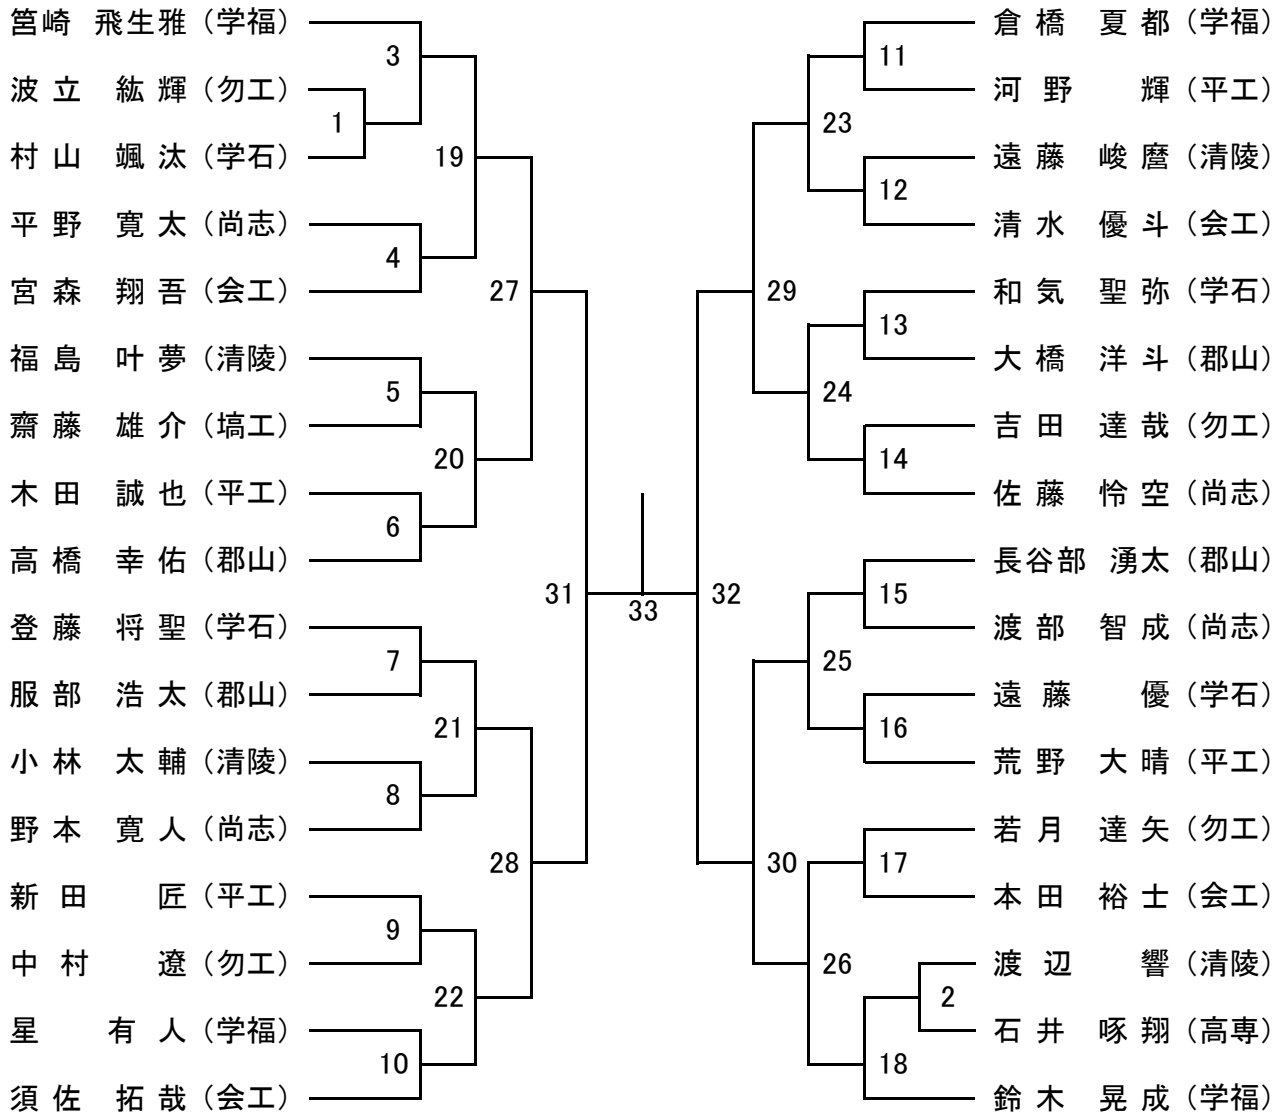 筥崎 飛生雅（学福）
波立 紘輝（勿工）
村山 颯汰（学石）
平野 寛太（尚志）
宮森 翔吾（会工）
福島 叶夢（清陵）
齋藤 雄介（塙工）
木田 誠也（平工）
高橋 幸佑（郡山）
登藤 将聖（学石）
服部 浩太（郡山）
小林 太輔（清陵）
野本 寛人（尚志）
新田 匠（平工）
中村 遼（勿工）
星 有人（学福）
須佐 拓哉（会工）
3
1
19
4
27
5
20
6
31
7
21
8
28
9
22
10
33
32
11
23
12
29
13
24
14
15
25
16
30
17
26
2
18
倉橋 夏都（学福）
河野 輝（平工）
遠藤 峻麿（清陵）
清水 優斗（会工）
和気 聖弥（学石）
大橋 洋斗（郡山）
吉田 達哉（勿工）
佐藤 怜空（尚志）
長谷部 湧太（郡山）
渡部 智成（尚志）
遠藤 優（学石）
荒野 大晴（平工）
若月 達矢（勿工）
本田 裕士（会工）
渡辺 響（清陵）
石井 啄翔（高専）
鈴木 晃成（学福）